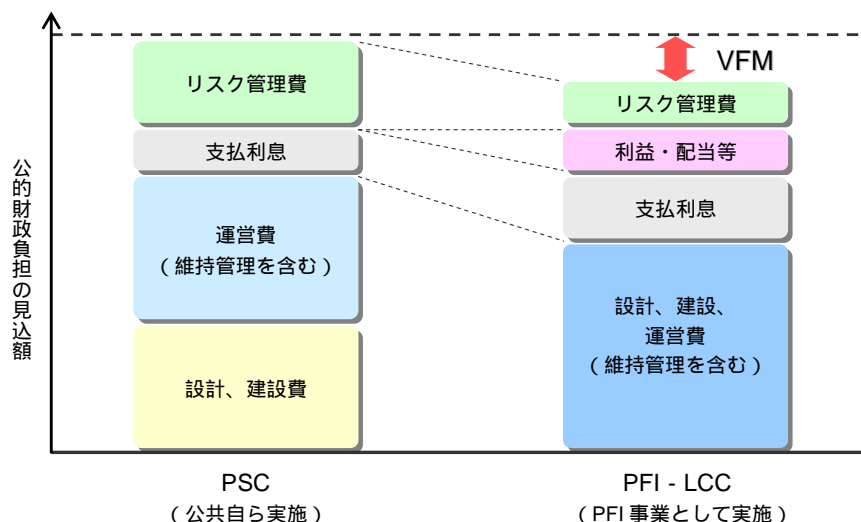 公的財政負担の見込額
VFM
リスク管理費
支払利息
運営費
（維持管理を含む）
設計、建設費
リスク管理費
利益・配当等
支払利息
設計、建設、
運営費
（維持管理を含む）
PSC
（公共自ら実施）
PFI - LCC
（PFI 事業として実施）